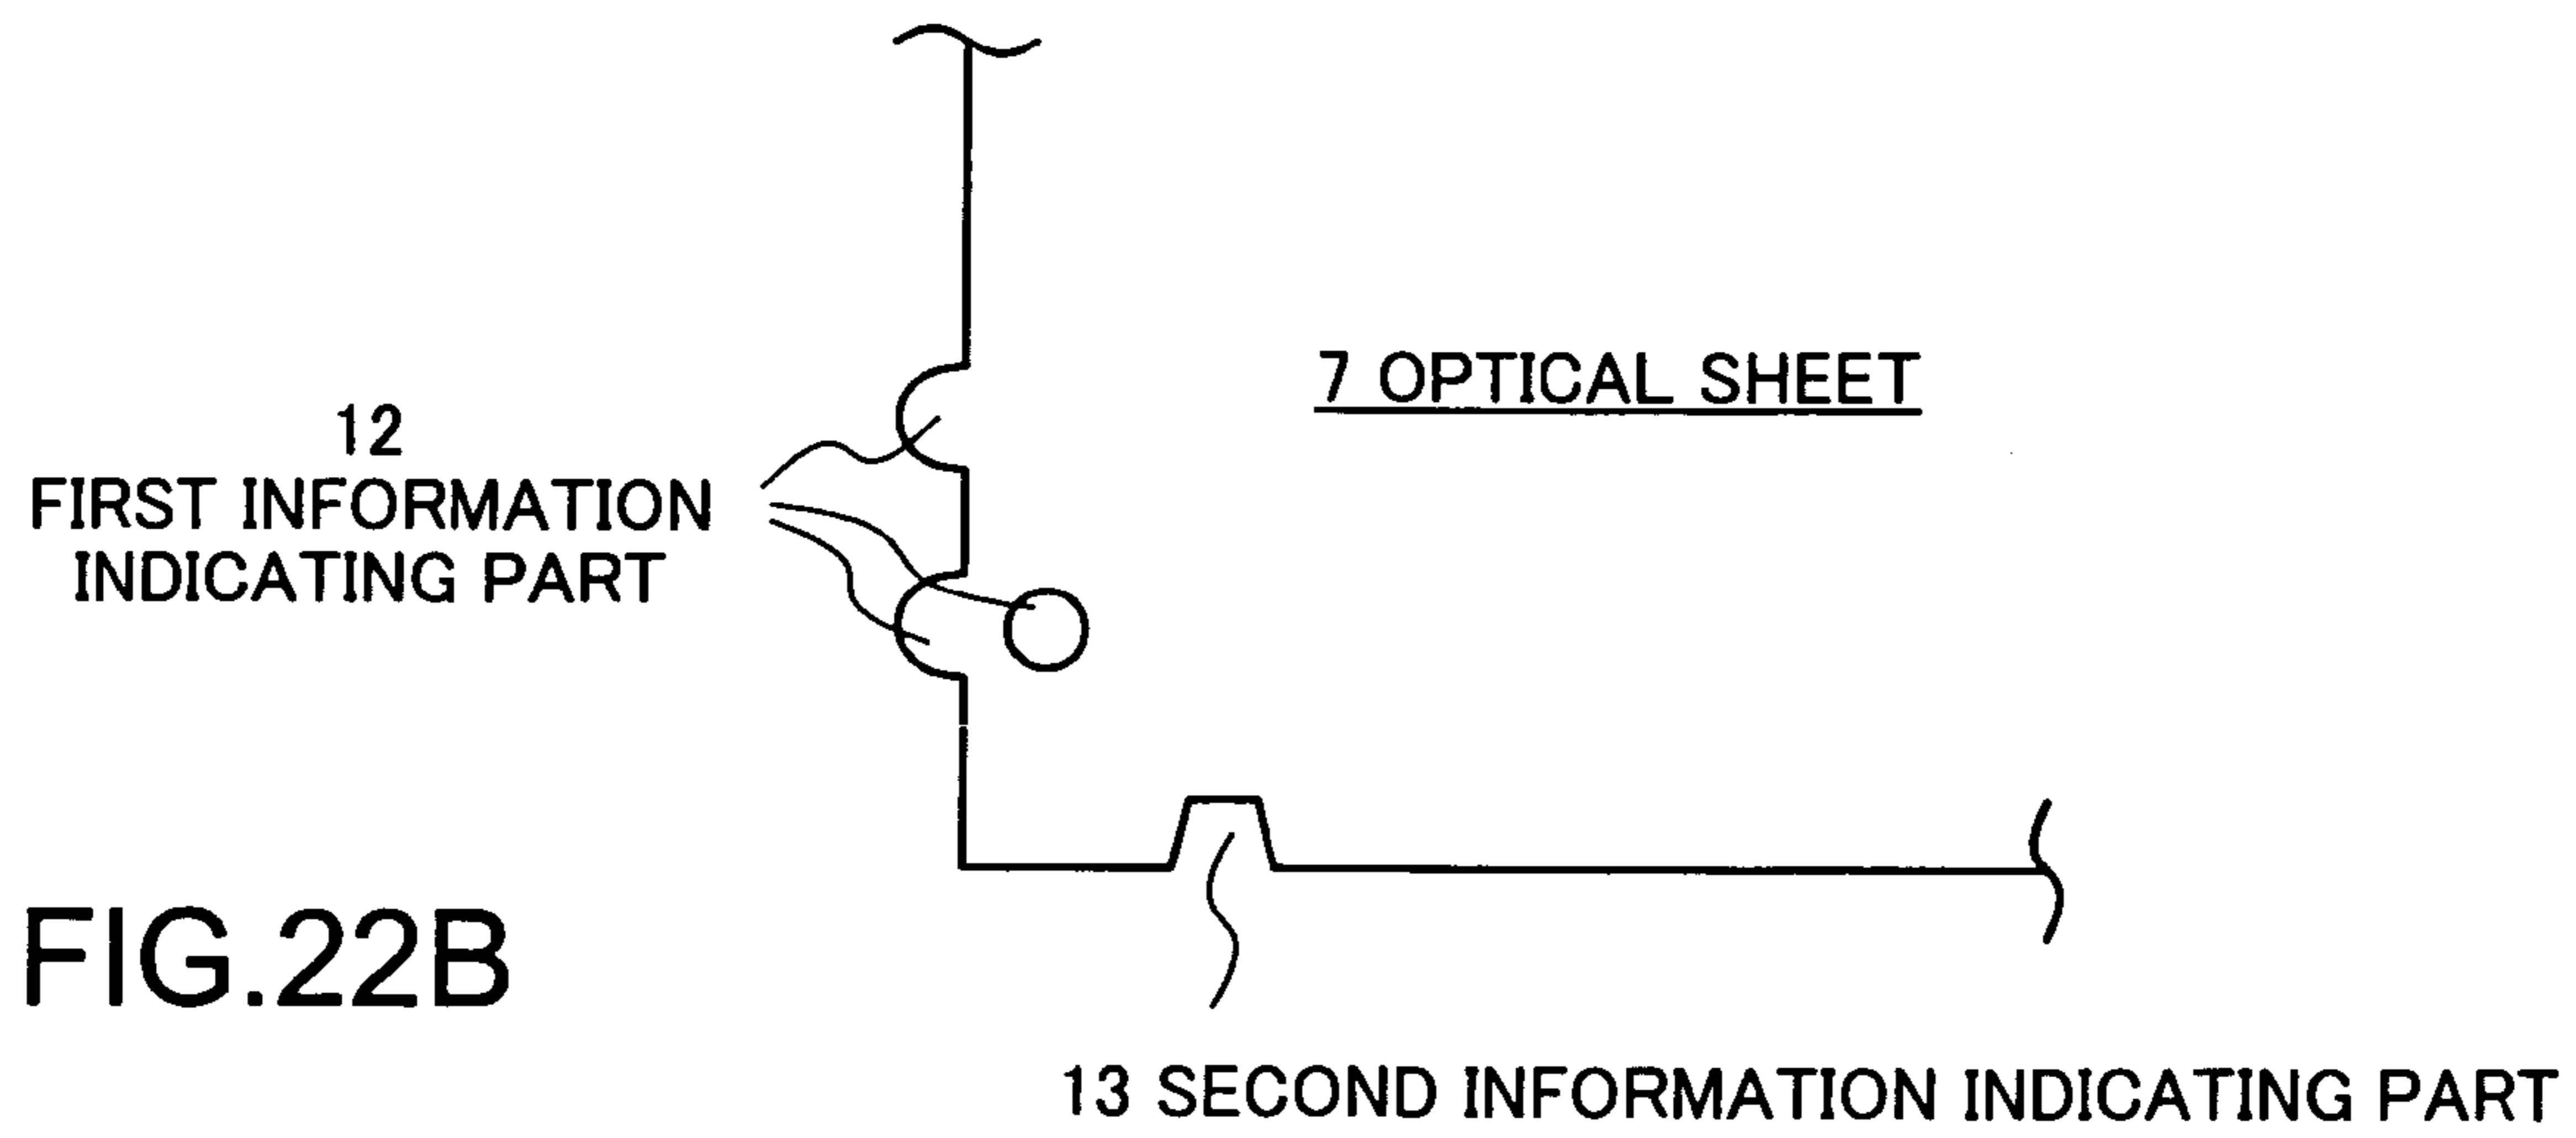 7 OPTICAL SHEET
12
FIRST INFORMATION
INDICATING PART
FIG.22B
13 SECOND INFORMATION INDICATING PART